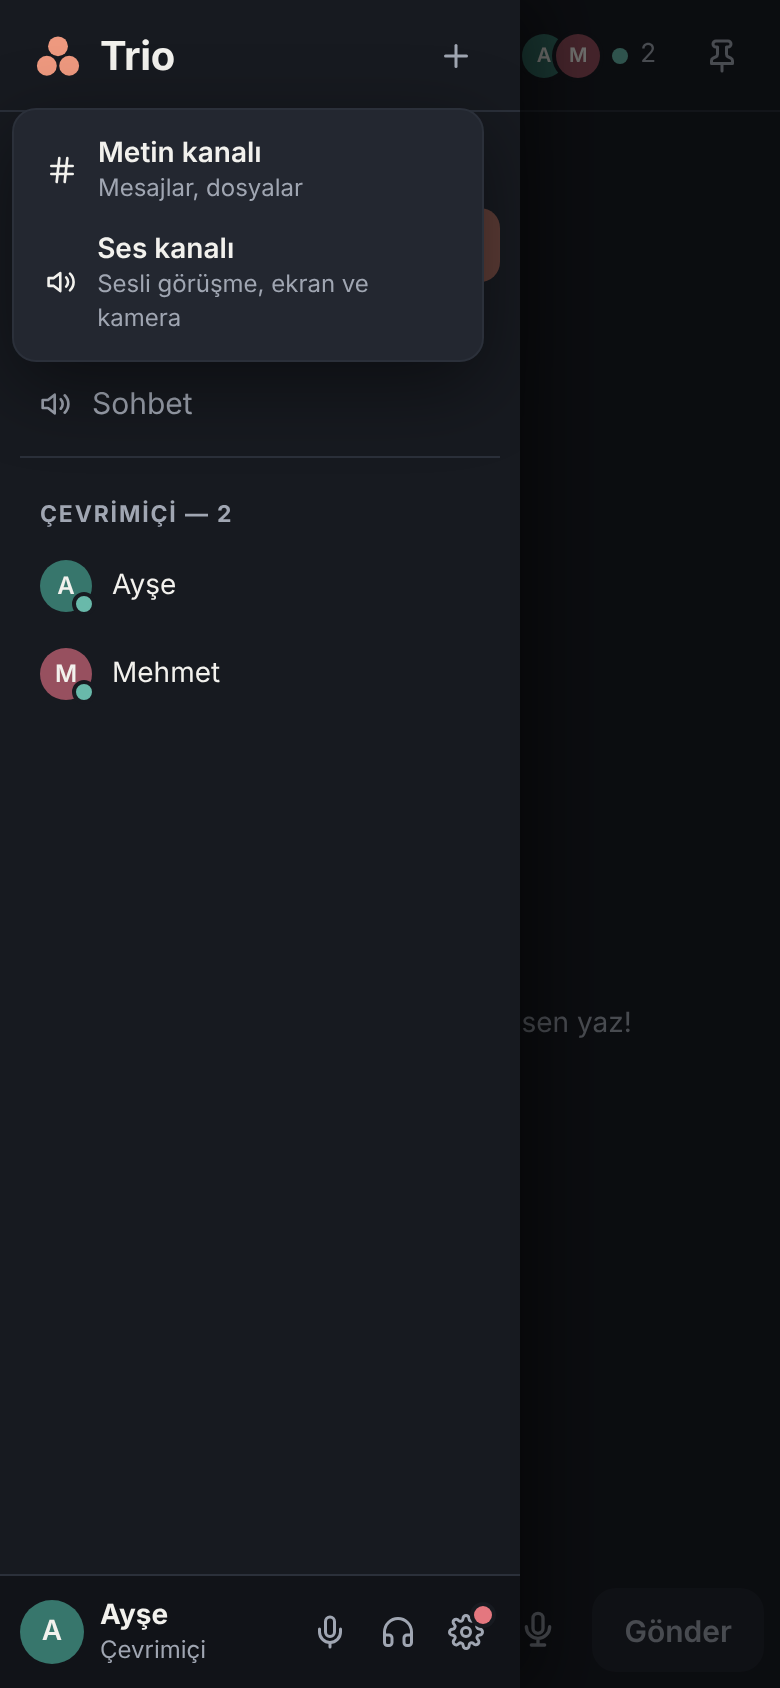 Trio
A M 2
Metin kanalı
Mesajlar, dosyalar
Ses kanalı
Sesli görüşme, ekran ve
kamera
Sohbet
ÇEVRİMİÇİ — 2
A Ayşe
M Mehmet
sen yaz!
A Ayşe
Çevrimiçi
Gönder